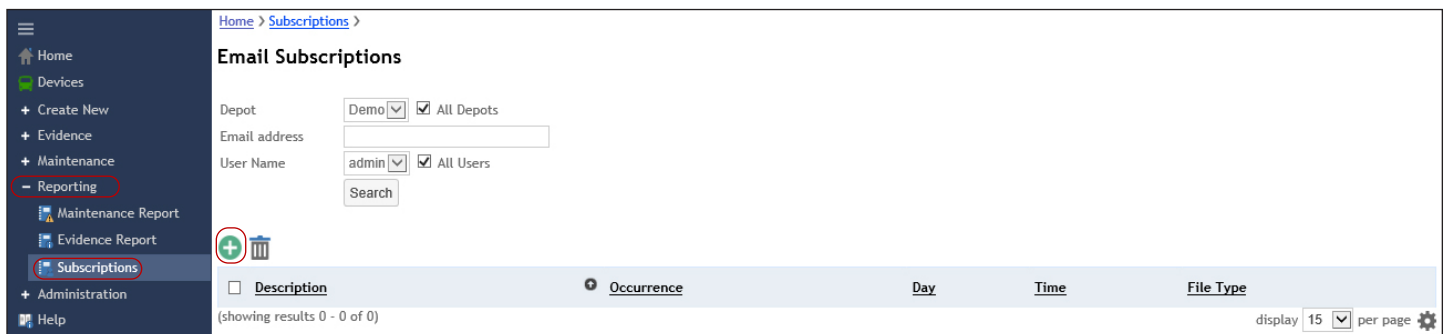 Home > Subscriptions >
Home
Devices
+ Create New
+ Evidence
+ Maintenance
− Reporting
Maintenance Report
Evidence Report
Subscriptions
+ Administration
Help
Email Subscriptions
Depot Demo All Depots
Email address
User Name admin All Users
Search
Description Occurrence Day Time File Type
(showing results 0 - 0 of 0) display 15 per page